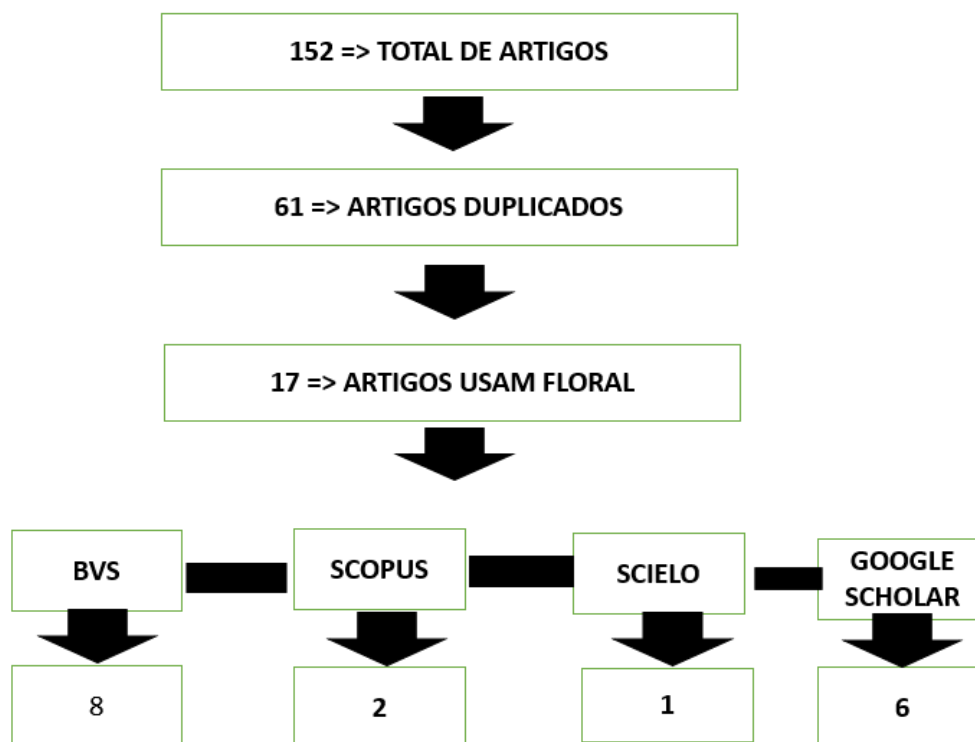 152 => TOTAL DE ARTIGOS
61 => ARTIGOS DUPLICADOS
17 => ARTIGOS USAM FLORAL
BVS
SCOPUS
SCIELO
GOOGLE
SCHOLAR
8
2
1
6